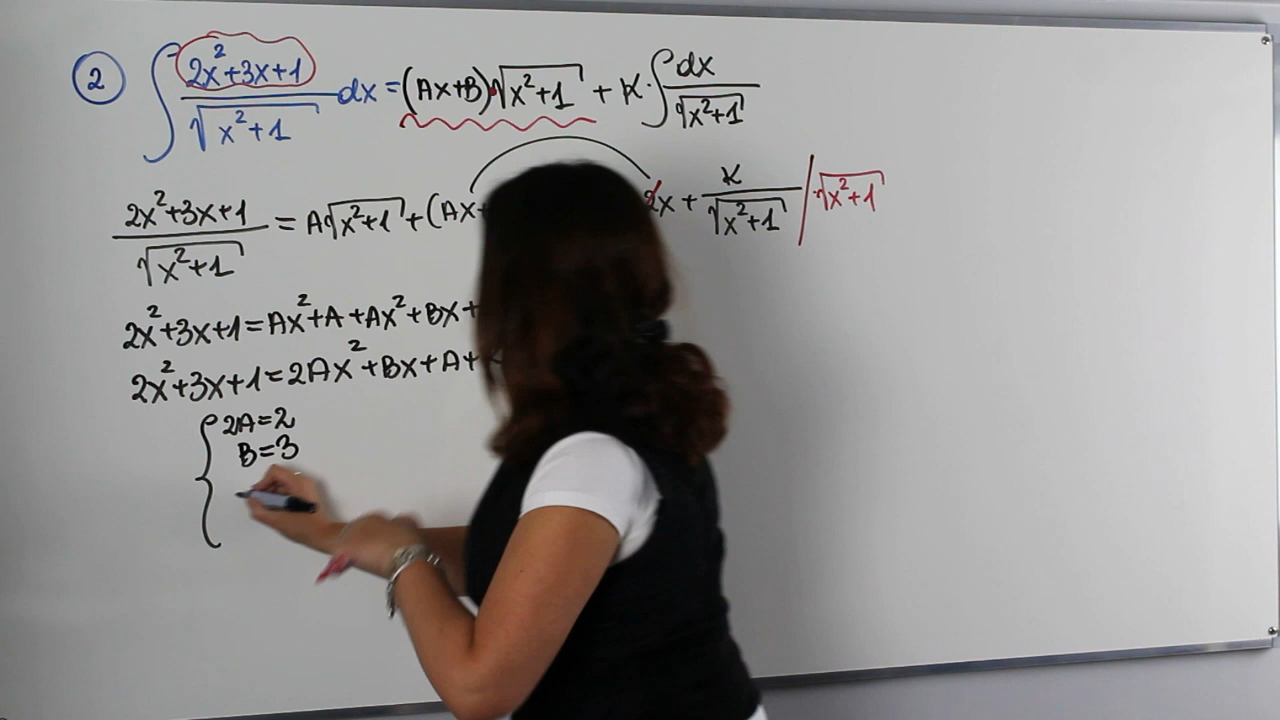 2 ∫ 2x²+3x+1 / √x²+1 dx = (Ax+B)·√x²+1 + K·∫ dx / √x²+1
2x²+3x+1 / √x²+1 = A√x²+1 + (Ax+ 2x + K / √x²+1 / ·√x²+1
2x²+3x+1=Ax²+A+Ax²+Bx+
2x²+3x+1=2Ax²+Bx+A+
2A=2
B=3